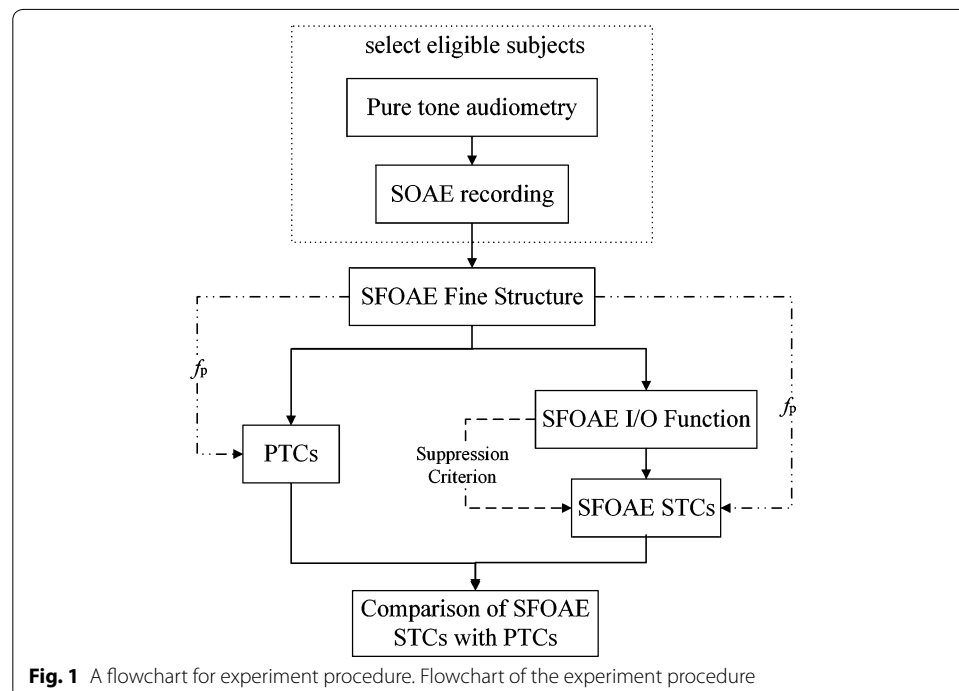 select eligible subjects
Pure tone audiometry
SOAE recording
SFOAE Fine Structure
fp
fp
SFOAE I/O Function
PTCs
Suppression
Criterion
SFOAE STCs
Comparison of SFOAE
STCs with PTCs
Fig. 1 A flowchart for experiment procedure. Flowchart of the experiment procedure